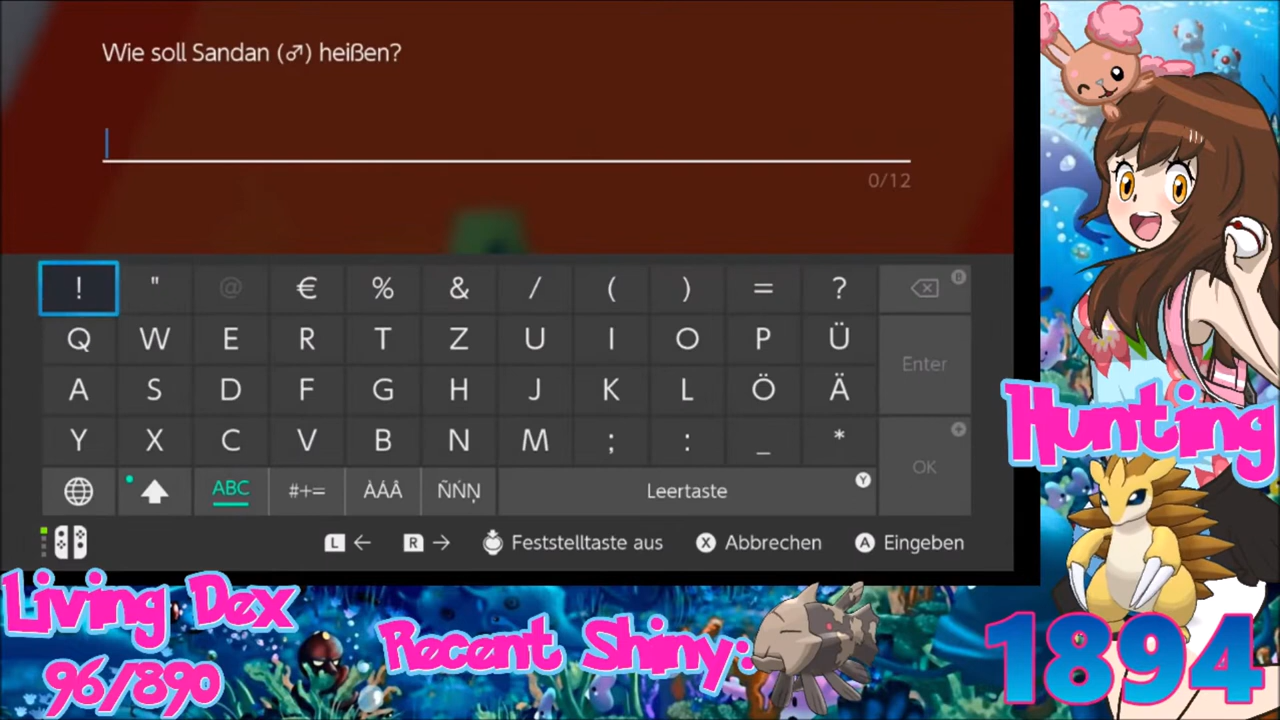 Wie soll Sandan (♂) heißen?
0/12
! " @ € % & / ( ) = ? B
Q W E R T Z U I O P Ü Enter
A S D F G H J K L Ö Ä
Y X C V B N M ; : _ * + OK
ABC #+= ÀÁÂ ÑŃṆ Leertaste Y
L ← R → Feststelltaste aus X Abbrechen A Eingeben
Hunting
1894
Living Dex
96/890
Recent Shiny: